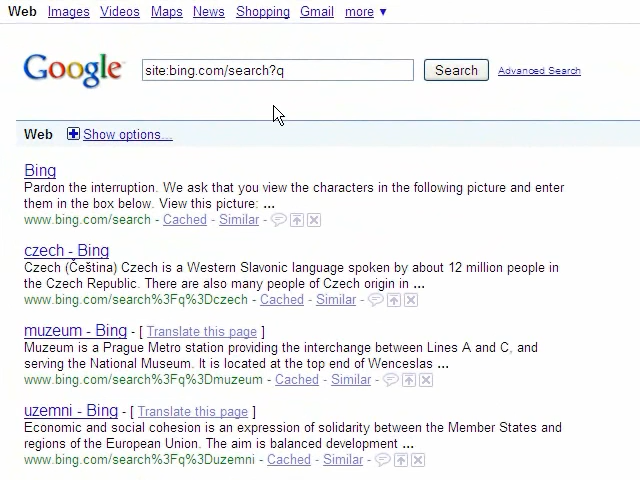 Web Images Videos Maps News Shopping Gmail more ▼
Google site:bing.com/search?q Search Advanced Search
Web Show options...
Bing
Pardon the interruption. We ask that you view the characters in the following picture and enter
them in the box below. View this picture: ...
www.bing.com/search - Cached - Similar -
czech - Bing
Czech (Čeština) Czech is a Western Slavonic language spoken by about 12 million people in
the Czech Republic. There are also many people of Czech origin in ...
www.bing.com/search%3Fq%3Dczech - Cached - Similar -
muzeum - Bing - [ Translate this page ]
Muzeum is a Prague Metro station providing the interchange between Lines A and C, and
serving the National Museum. It is located at the top end of Wenceslas ...
www.bing.com/search%3Fq%3Dmuzeum - Cached - Similar -
uzemni - Bing - [ Translate this page ]
Economic and social cohesion is an expression of solidarity between the Member States and
regions of the European Union. The aim is balanced development ...
www.bing.com/search%3Fq%3Duzemni - Cached - Similar -